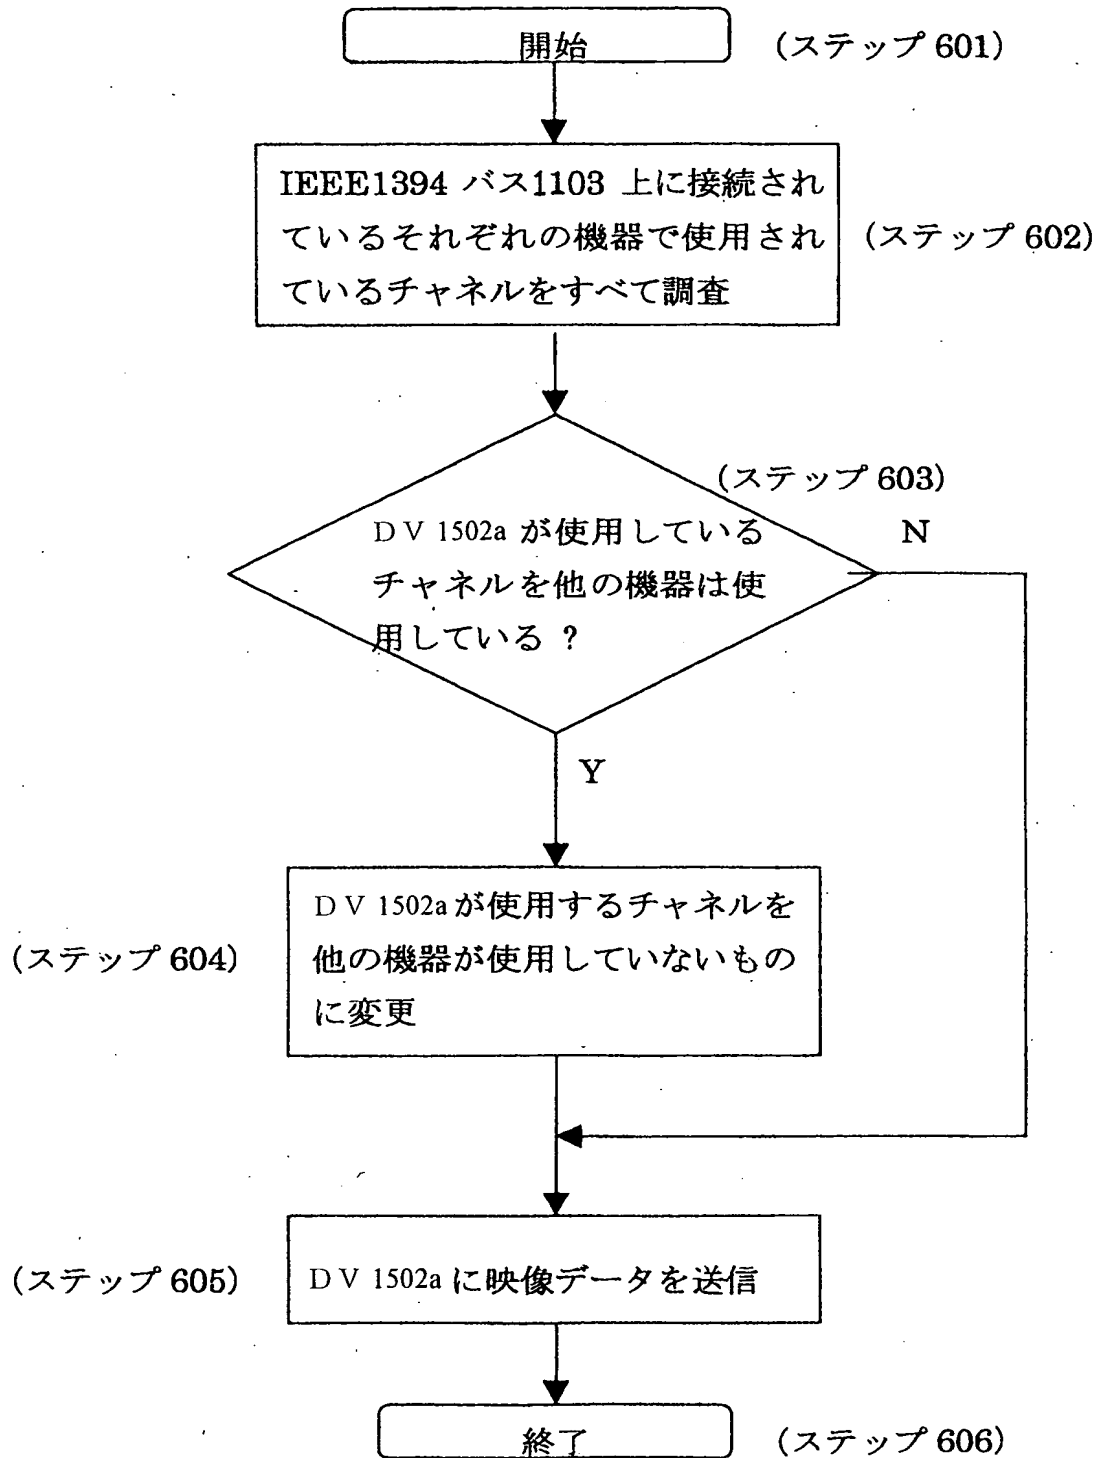 開始
(ステップ 601)
IEEE1394 バス1103 上に接続され
ているそれぞれの機器で使用され
ているチャネルをすべて調査
(ステップ 602)
(ステップ 603)
DV 1502a が使用している
チャネルを他の機器は使
用している ?
N
Y
DV 1502aが使用するチャネルを
他の機器が使用していないもの
に変更
(ステップ 604)
DV 1502a に映像データを送信
(ステップ 605)
終了
(ステップ 606)